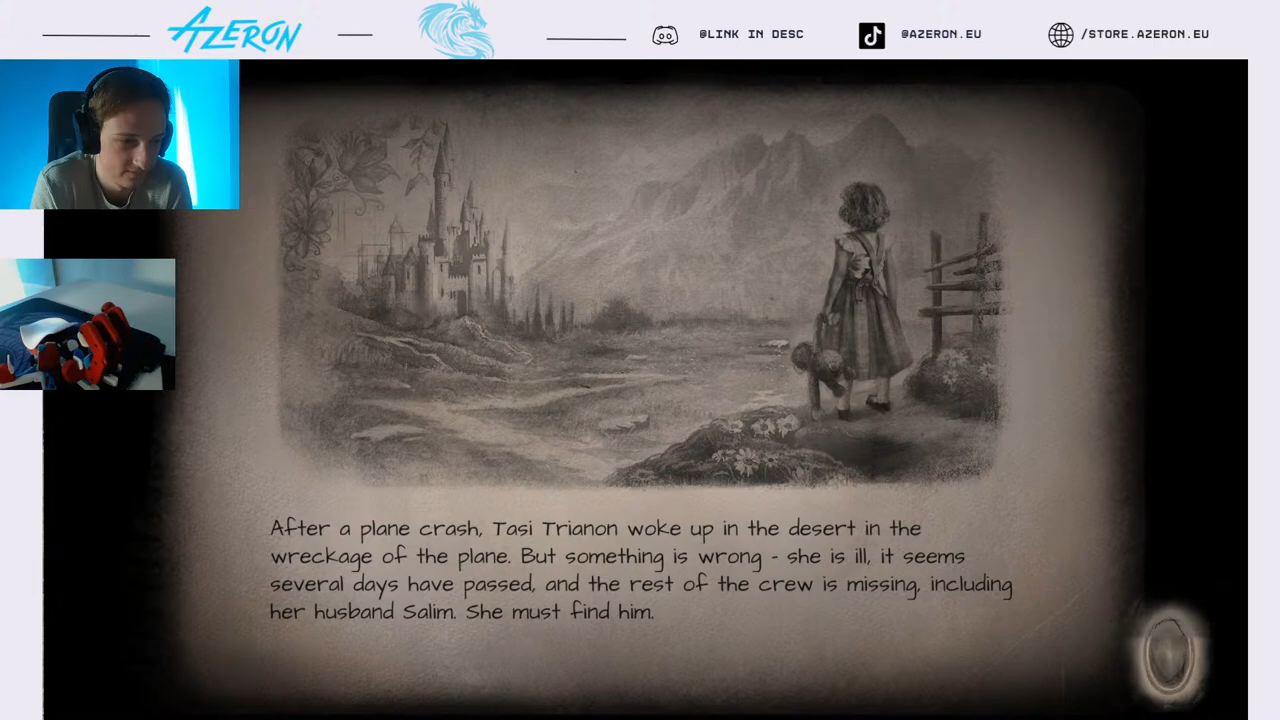 AZERON
@LINK IN DESC
@AZERON.EU
/STORE.AZERON.EU
After a plane crash, Tasi Trianon woke up in the desert in the
wreckage of the plane. But something is wrong - she is ill, it seems
several days have passed, and the rest of the crew is missing, including
her husband Salim. She must find him.